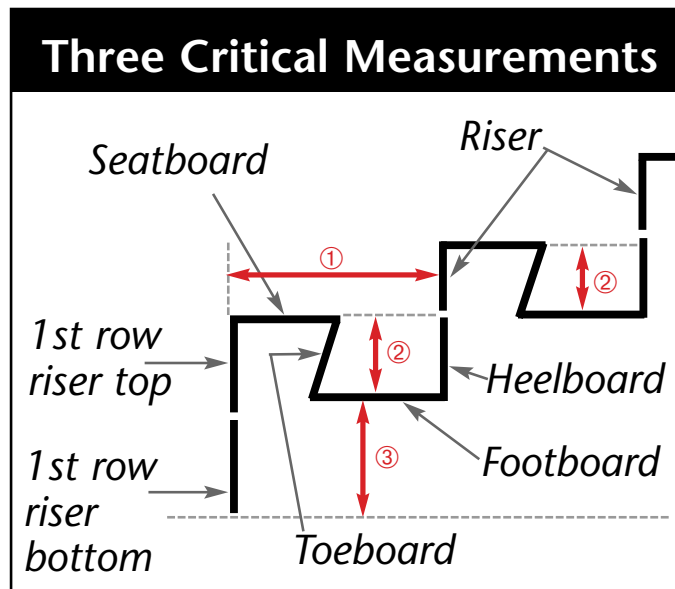 Three Critical Measurements
Riser
Seatboard
①
②
②
1st row
riser top
Heelboard
③
Footboard
1st row
riser
bottom
Toeboard